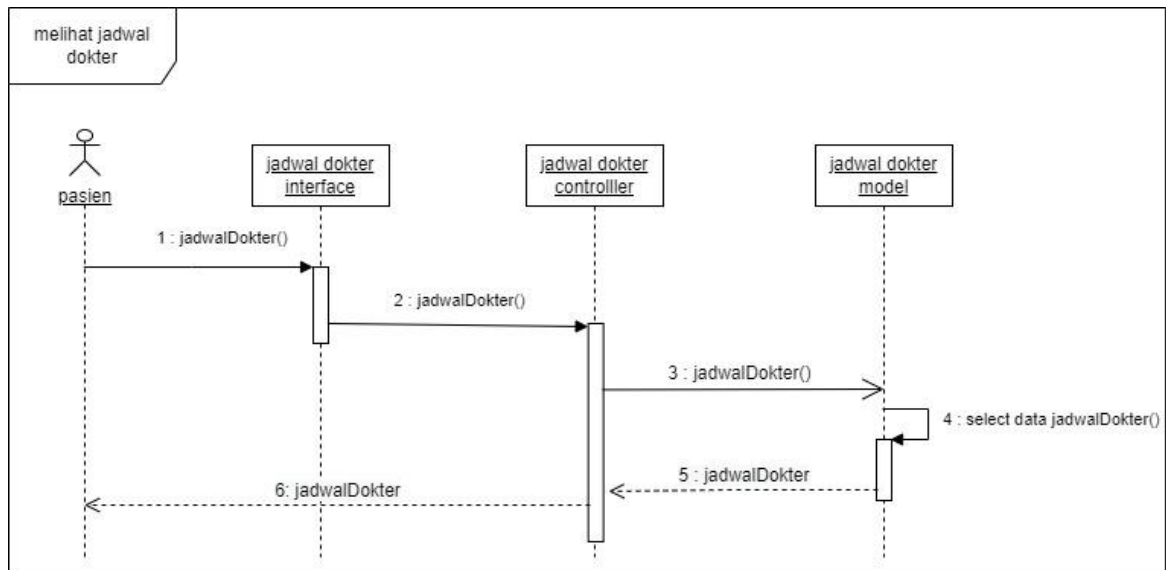 melihat jadwal
dokter
pasien
jadwal dokter
interface
jadwal dokter
controlller
jadwal dokter
model
1 : jadwalDokter()
2 : jadwalDokter()
3 : jadwalDokter()
4 : select data jadwalDokter()
5 : jadwalDokter
6: jadwalDokter